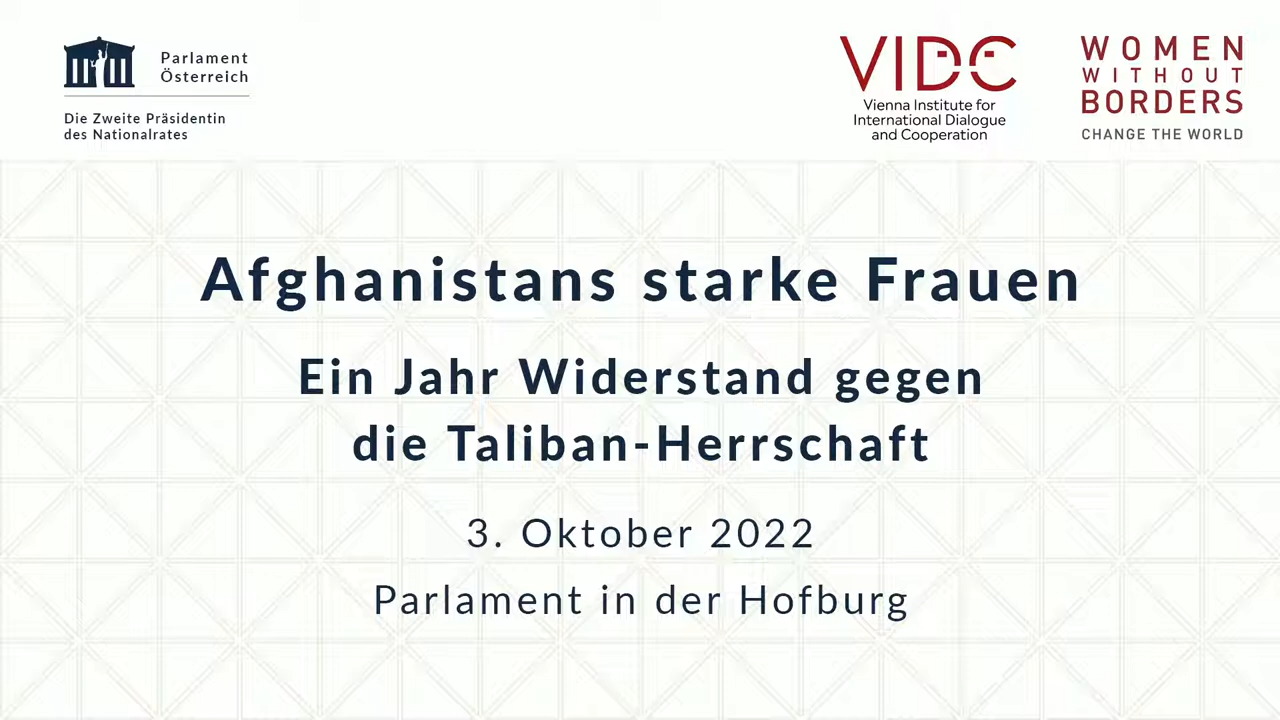 Parlament
Österreich
Die Zweite Präsidentin
des Nationalrates
VIDC
Vienna Institute for
International Dialogue
and Cooperation
WOMEN
WITHOUT
BORDERS
CHANGE THE WORLD
Afghanistans starke Frauen
Ein Jahr Widerstand gegen
die Taliban-Herrschaft
3. Oktober 2022
Parlament in der Hofburg